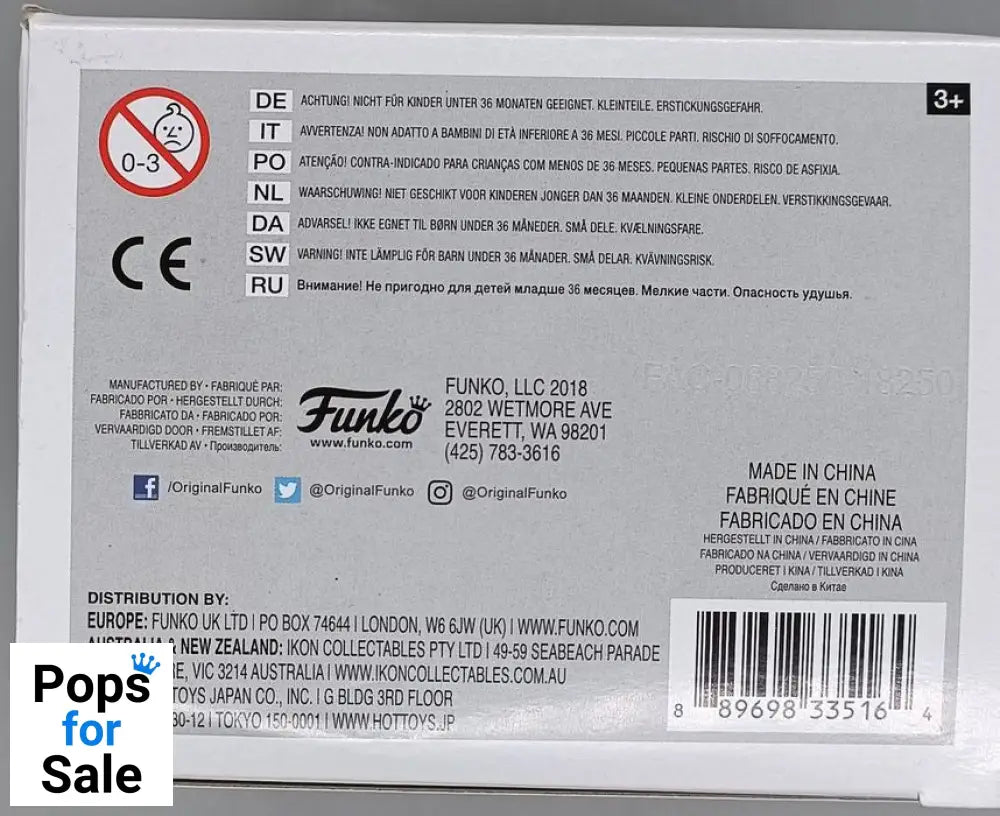 3+
0-3
DE ACHTUNG! NICHT FÜR KINDER UNTER 36 MONATEN GEEIGNET. KLEINTEILE. ERSTICKUNGSGEFAHR.
IT AVVERTENZA! NON ADATTO A BAMBINI DI ETÀ INFERIORE A 36 MESI. PICCOLE PARTI. RISCHIO DI SOFFOCAMENTO.
PO ATENÇÃO! CONTRA-INDICADO PARA CRIANÇAS COM MENOS DE 36 MESES. PEQUENAS PARTES. RISCO DE ASFIXIA.
NL WAARSCHUWING! NIET GESCHIKT VOOR KINDEREN JONGER DAN 36 MAANDEN. KLEINE ONDERDELEN. VERSTIKKINGSGEVAAR.
DA ADVARSEL! IKKE EGNET TIL BØRN UNDER 36 MÅNEDER. SMÅ DELE. KVÆLNINGSFARE.
SW VARNING! INTE LÄMPLIG FÖR BARN UNDER 36 MÅNADER. SMÅ DELAR. KVÄVNINGSRISK.
RU Внимание! Не пригодно для детей младше 36 месяцев. Мелкие части. Опасность удушья.
CE
MANUFACTURED BY • FABRIQUÉ PAR:
FABRICADO POR • HERGESTELLT DURCH:
FABBRICATO DA • FABRICADO POR:
VERVAARDIGD DOOR • FREMSTILLET AF:
TILLVERKAD AV • Производитель:
Funko
www.funko.com
FUNKO, LLC 2018
2802 WETMORE AVE
EVERETT, WA 98201
(425) 783-3616
/OriginalFunko @OriginalFunko @OriginalFunko
MADE IN CHINA
FABRIQUÉ EN CHINE
FABRICADO EN CHINA
HERGESTELLT IN CHINA / FABBRICATO IN CINA
FABRICADO NA CHINA / VERVAARDIGD IN CHINA
PRODUCERET I KINA / TILLVERKAD I KINA
Сделано в Китае
DISTRIBUTION BY:
EUROPE: FUNKO UK LTD | PO BOX 74644 | LONDON, W6 6JW (UK) | WWW.FUNKO.COM
AUSTRALIA & NEW ZEALAND: IKON COLLECTABLES PTY LTD | 49-59 SEABEACH PARADE
VIC 3214 AUSTRALIA | WWW.IKONCOLLECTABLES.COM.AU
TOYS JAPAN CO., INC. | G BLDG 3RD FLOOR
30-12 | TOKYO 150-0001 | WWW.HOTTOYS.JP
8 89698 33516 4
Pops
for
Sale